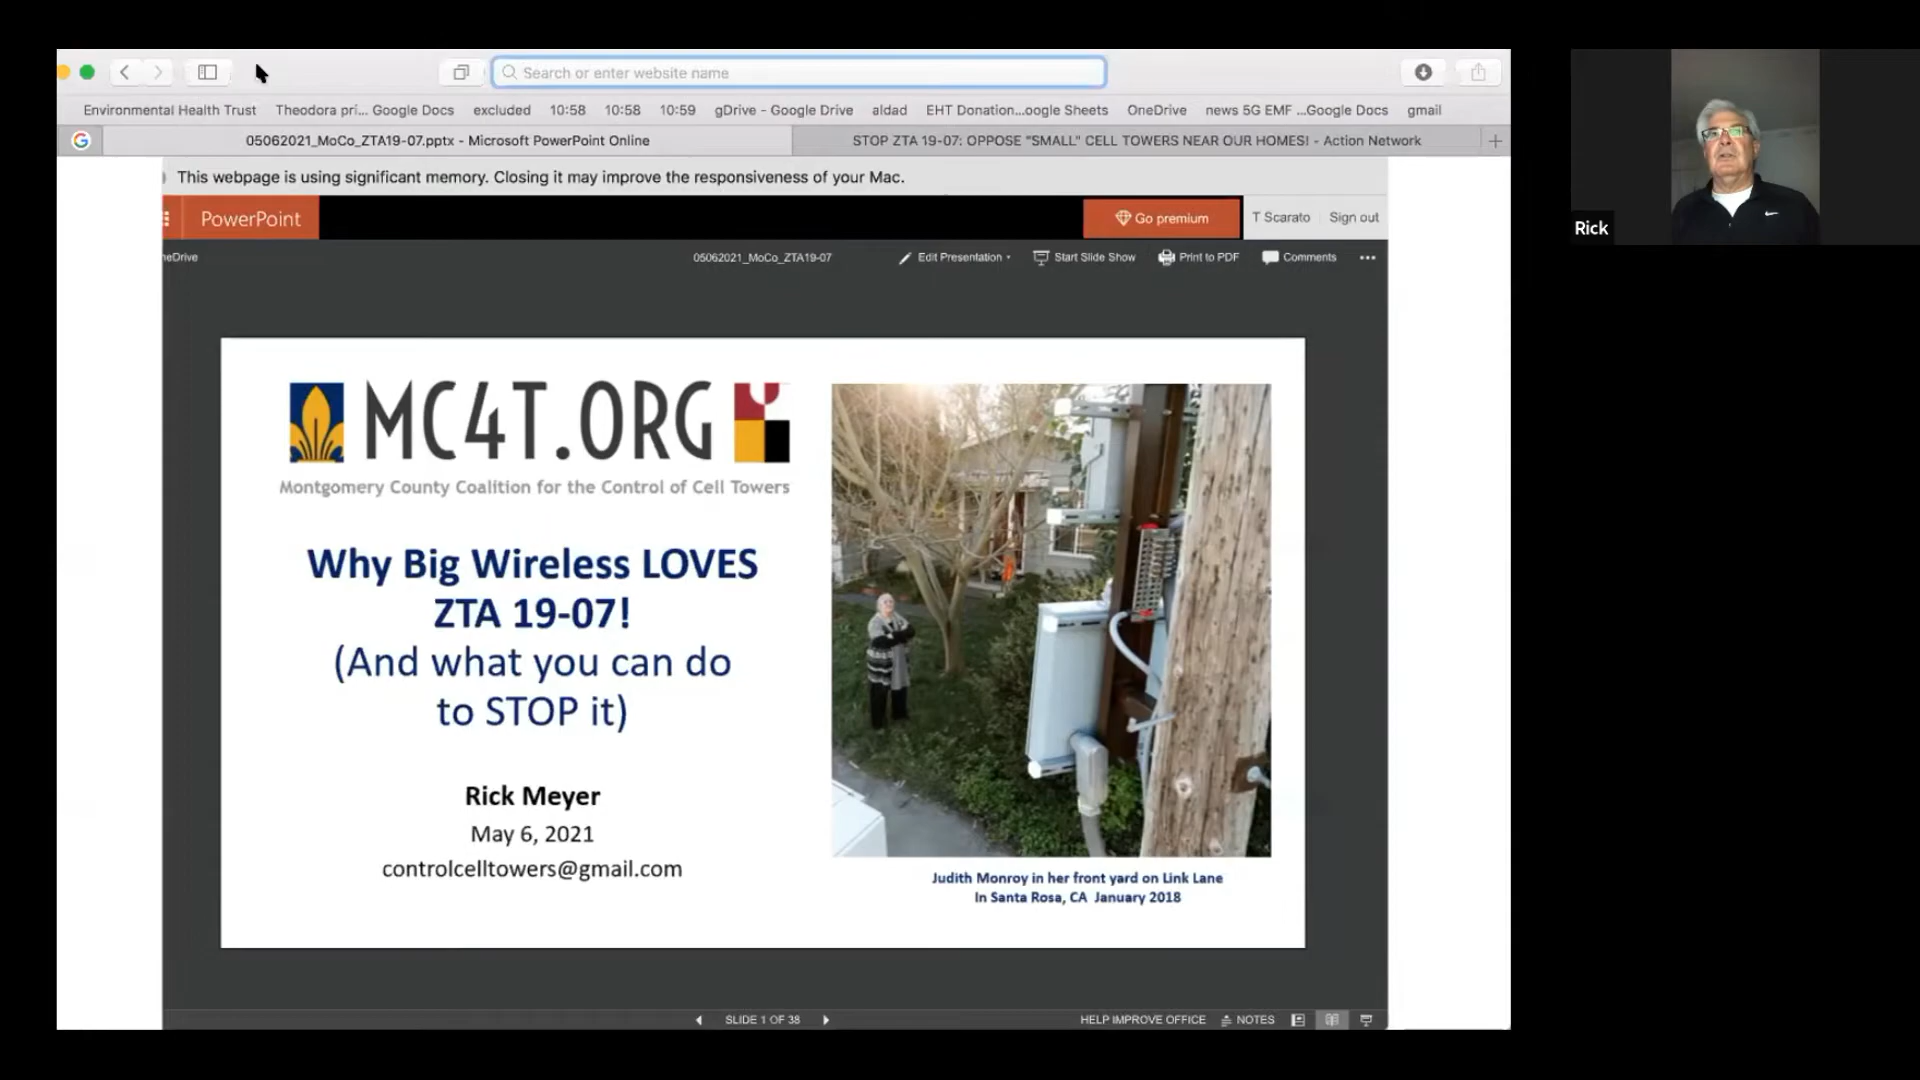 Search or enter website name
Environmental Health Trust Theodora pri... Google Docs excluded 10:58 10:58 10:59 gDrive - Google Drive aldad EHT Donation...oogle Sheets OneDrive news 5G EMF ...Google Docs gmail
05062021_MoCo_ZTA19-07.pptx - Microsoft PowerPoint Online STOP ZTA 19-07: OPPOSE "SMALL" CELL TOWERS NEAR OUR HOMES! - Action Network
This webpage is using significant memory. Closing it may improve the responsiveness of your Mac.
PowerPoint Go premium T Scarato Sign out
neDrive 05062021_MoCo_ZTA19-07 Edit Presentation Start Slide Show Print to PDF Comments
MC4T.ORG
Montgomery County Coalition for the Control of Cell Towers
Why Big Wireless LOVES
ZTA 19-07!
(And what you can do
to STOP it)
Rick Meyer
May 6, 2021
controlcelltowers@gmail.com
Judith Monroy in her front yard on Link Lane
In Santa Rosa, CA January 2018
SLIDE 1 OF 38 HELP IMPROVE OFFICE NOTES
Rick